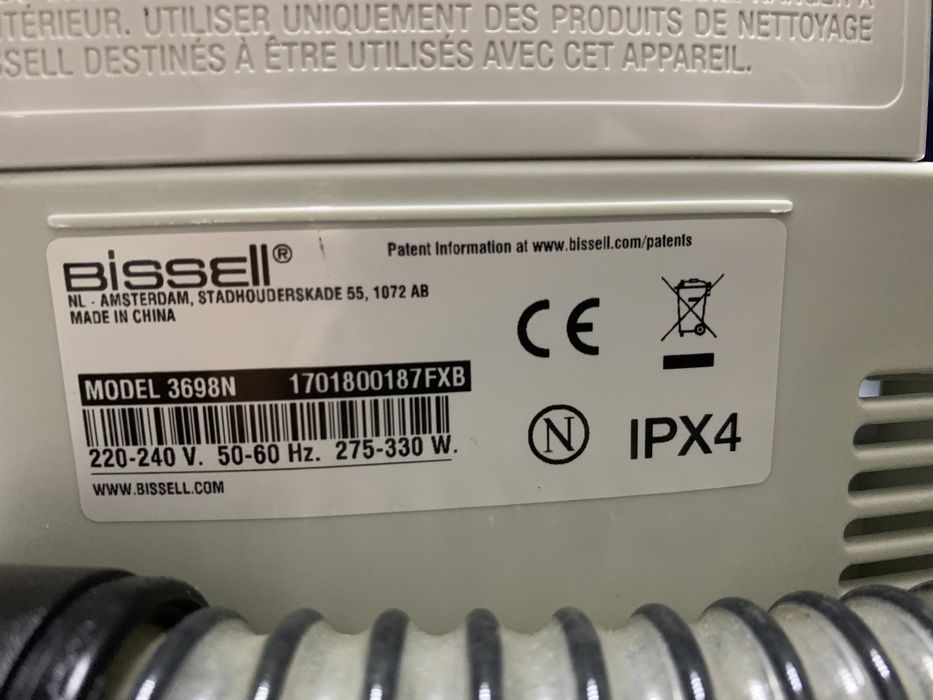 TÉRIEUR. UTILISER UNIQUEMENT DES PRODUITS DE NETTOYAGE
SSELL DESTINÉS À ÊTRE UTILISÉS AVEC CET APPAREIL.
BISSELL®
Patent Information at www.bissell.com/patents
NL - AMSTERDAM, STADHOUDERSKADE 55, 1072 AB
MADE IN CHINA
CE
MODEL 3698N 1701800187FXB
220-240 V. 50-60 Hz. 275-330 W.
N
IPX4
WWW.BISSELL.COM